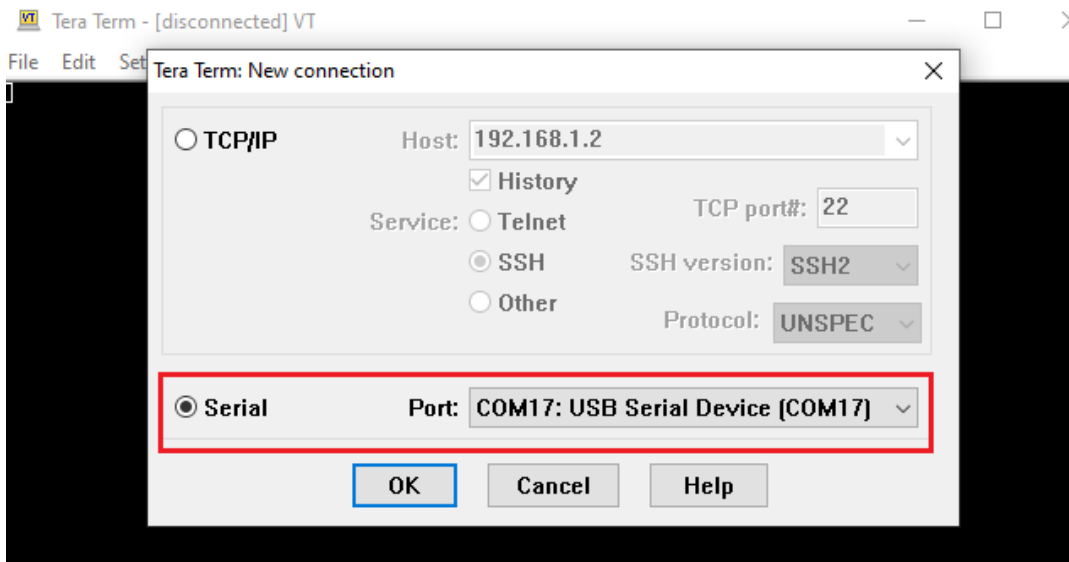 Tera Term - [disconnected] VT
File Edit Set
Tera Term: New connection
TCP/IP Host: 192.168.1.2
History
Service: Telnet TCP port#: 22
SSH SSH version: SSH2
Other Protocol: UNSPEC
Serial Port: COM17: USB Serial Device (COM17)
OK Cancel Help